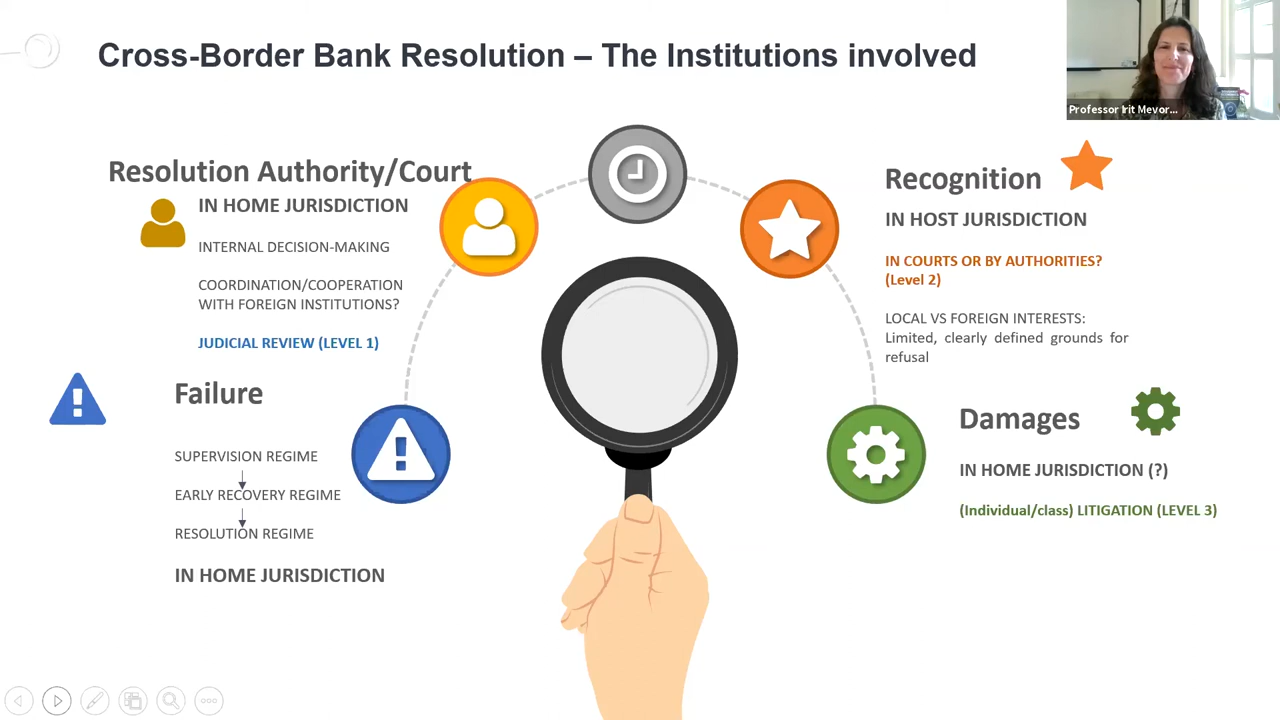 Cross-Border Bank Resolution – The Institutions involved
Professor Irit Mevor...
Resolution Authority/Court
IN HOME JURISDICTION
INTERNAL DECISION-MAKING
COORDINATION/COOPERATION
WITH FOREIGN INSTITUTIONS?
JUDICIAL REVIEW (LEVEL 1)
Failure
SUPERVISION REGIME
EARLY RECOVERY REGIME
RESOLUTION REGIME
IN HOME JURISDICTION
Recognition
IN HOST JURISDICTION
IN COURTS OR BY AUTHORITIES?
(Level 2)
LOCAL VS FOREIGN INTERESTS:
Limited, clearly defined grounds for
refusal
Damages
IN HOME JURISDICTION (?)
(Individual/class) LITIGATION (LEVEL 3)